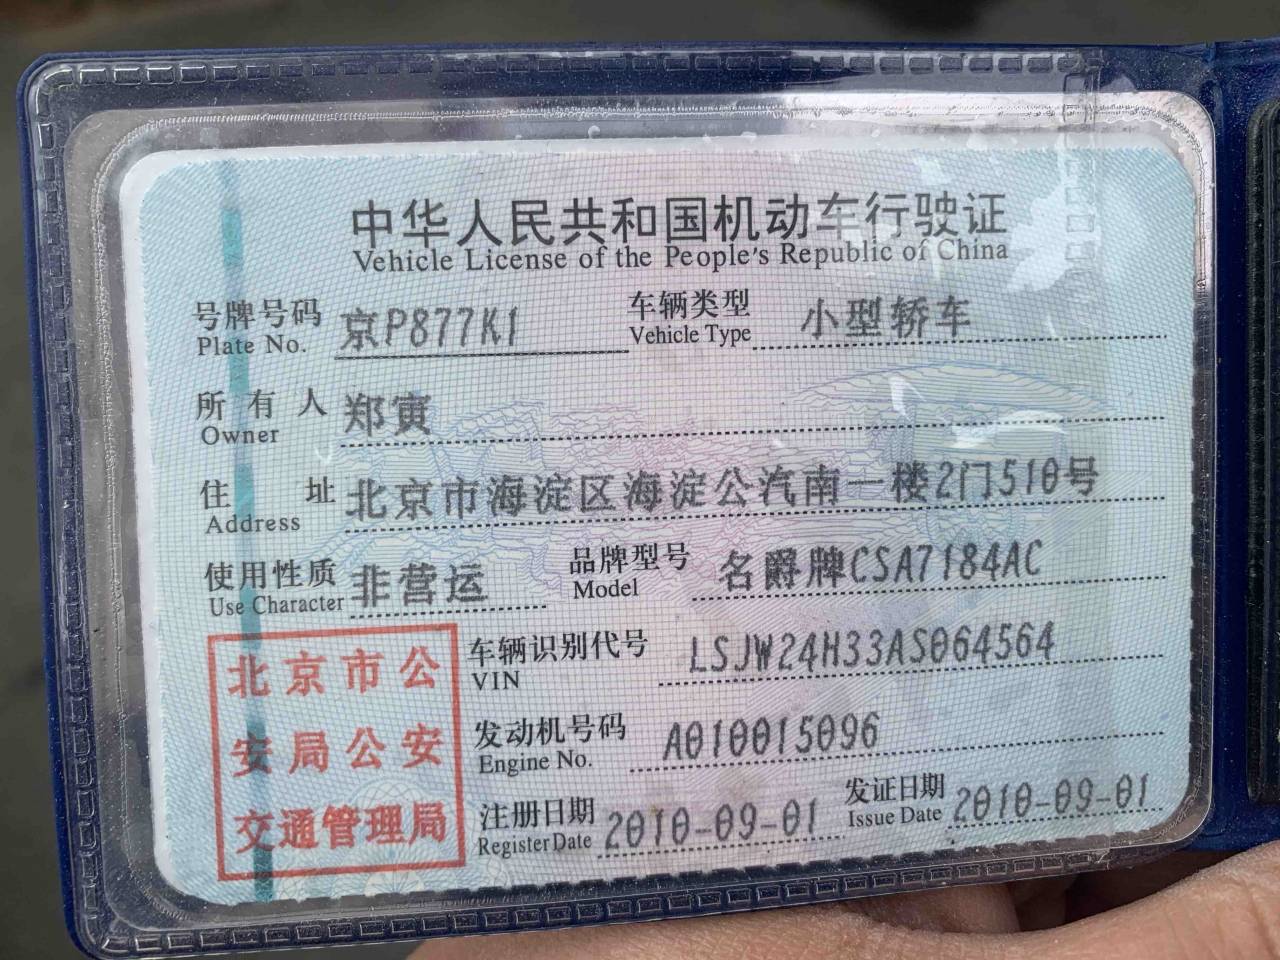 中华人民共和国机动车行驶证
Vehicle License of the People's Republic of China
号牌号码 京P877K1 车辆类型 小型轿车
Plate No. Vehicle Type
所有人 郑寅
Owner
住址 北京市海淀区海淀公汽南一楼2门510号
Address
使用性质 非营运 品牌型号 名爵牌CSA7184AC
Use Character Model
车辆识别代号 LSJW24H33AS064564
VIN
发动机号码 A010015096
Engine No.
注册日期 2010-09-01 发证日期 2010-09-01
Register Date Issue Date
北京市公
安局公安
交通管理局